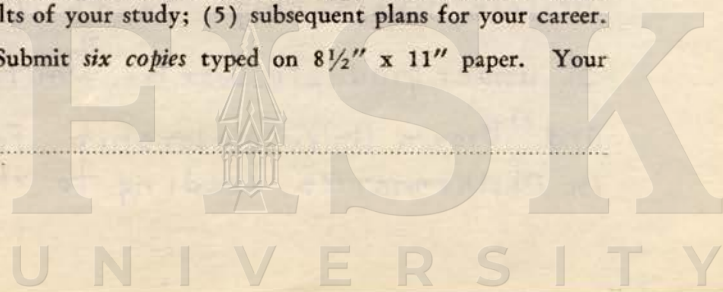 lts of your study; (5) subsequent plans for your career.
Submit six copies typed on 8½" x 11" paper. Your
FISK
UNIVERSITY